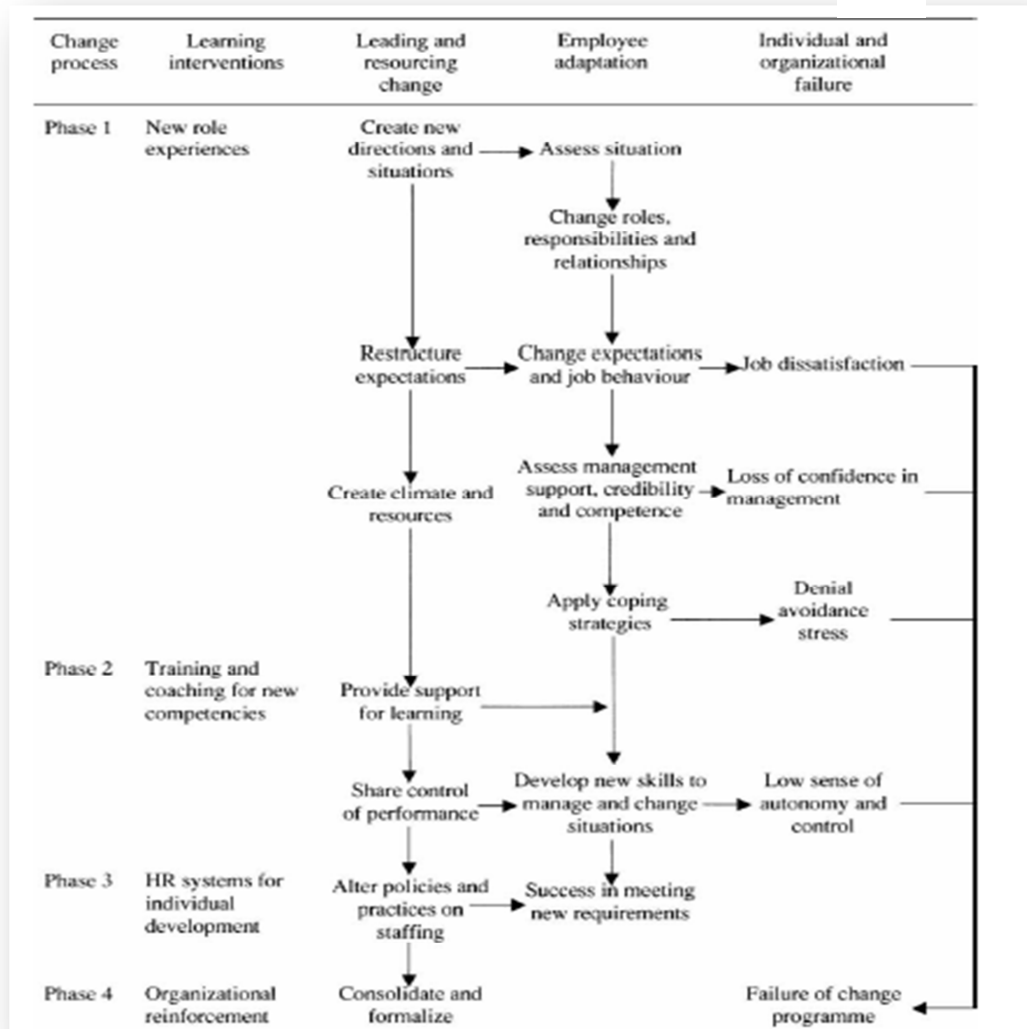 Change process
Learning interventions
Leading and resourcing change
Employee adaptation
Individual and organizational failure
Phase 1
New role
experiences
Create new
directions and
situations
Assess situation
Change roles,
responsibilities and
relationships
Restructure
expectations
Change expectations
and job behaviour
Job dissatisfaction
Create climate and
resources
Assess management
support, credibility
and competence
Loss of confidence in
management
Apply coping
strategies
Denial
avoidance
stress
Phase 2
Training and
coaching for new
competencies
Provide support
for learning
Share control
of performance
Develop new skills to
manage and change
situations
Low sense of
autonomy and
control
Phase 3
HR systems for
individual
development
Alter policies and
practices on
staffing
Success in meeting
new requirements
Phase 4
Organizational
reinforcement
Consolidate and
formalize
Failure of change
programme